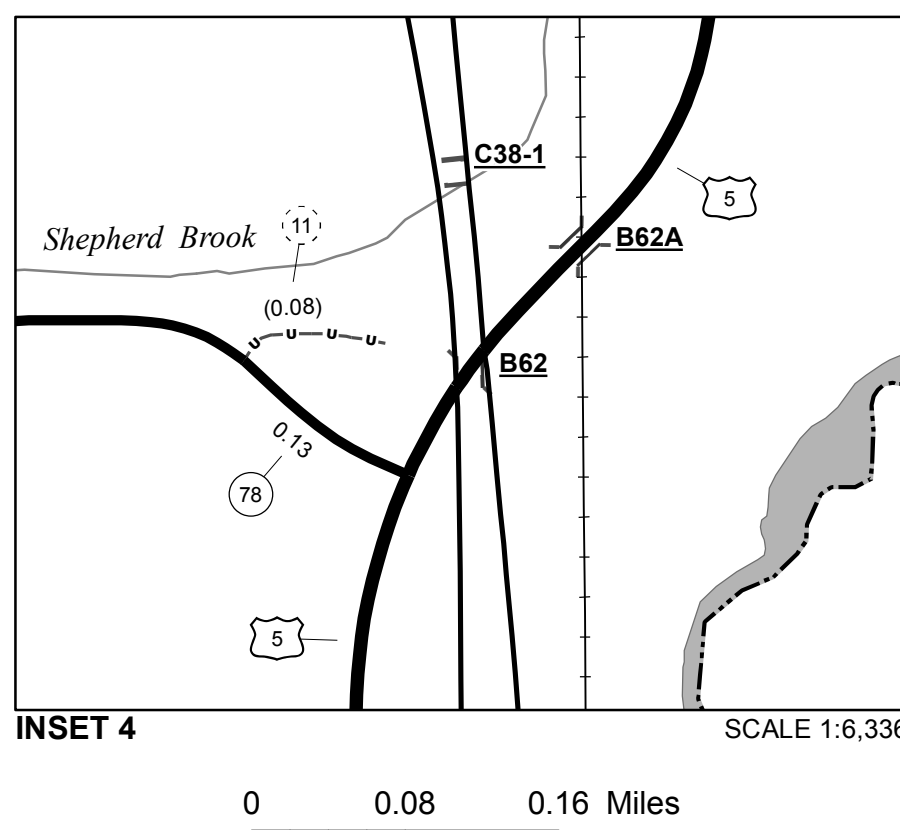 C38-1
5
11
Shepherd Brook
B62A
(0.08)
U U U U
B62
0.13
78
5
INSET 4
SCALE 1:6,336
0 0.08 0.16 Miles